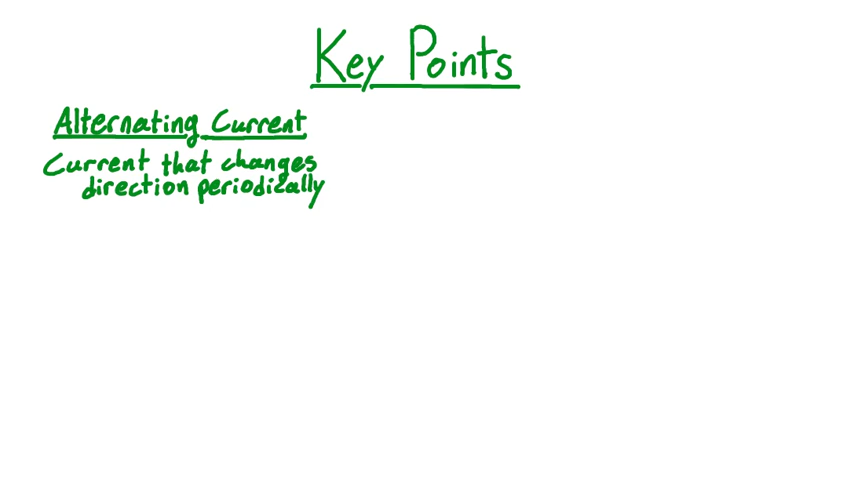 Key Points
Alternating Current
Current that changes
direction periodically